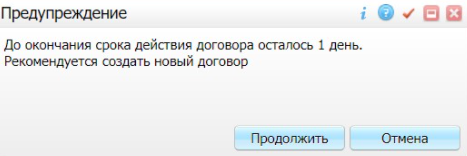 Предупреждение
До окончания срока действия договора осталось 1 день.
Рекомендуется создать новый договор
Продолжить
Отмена